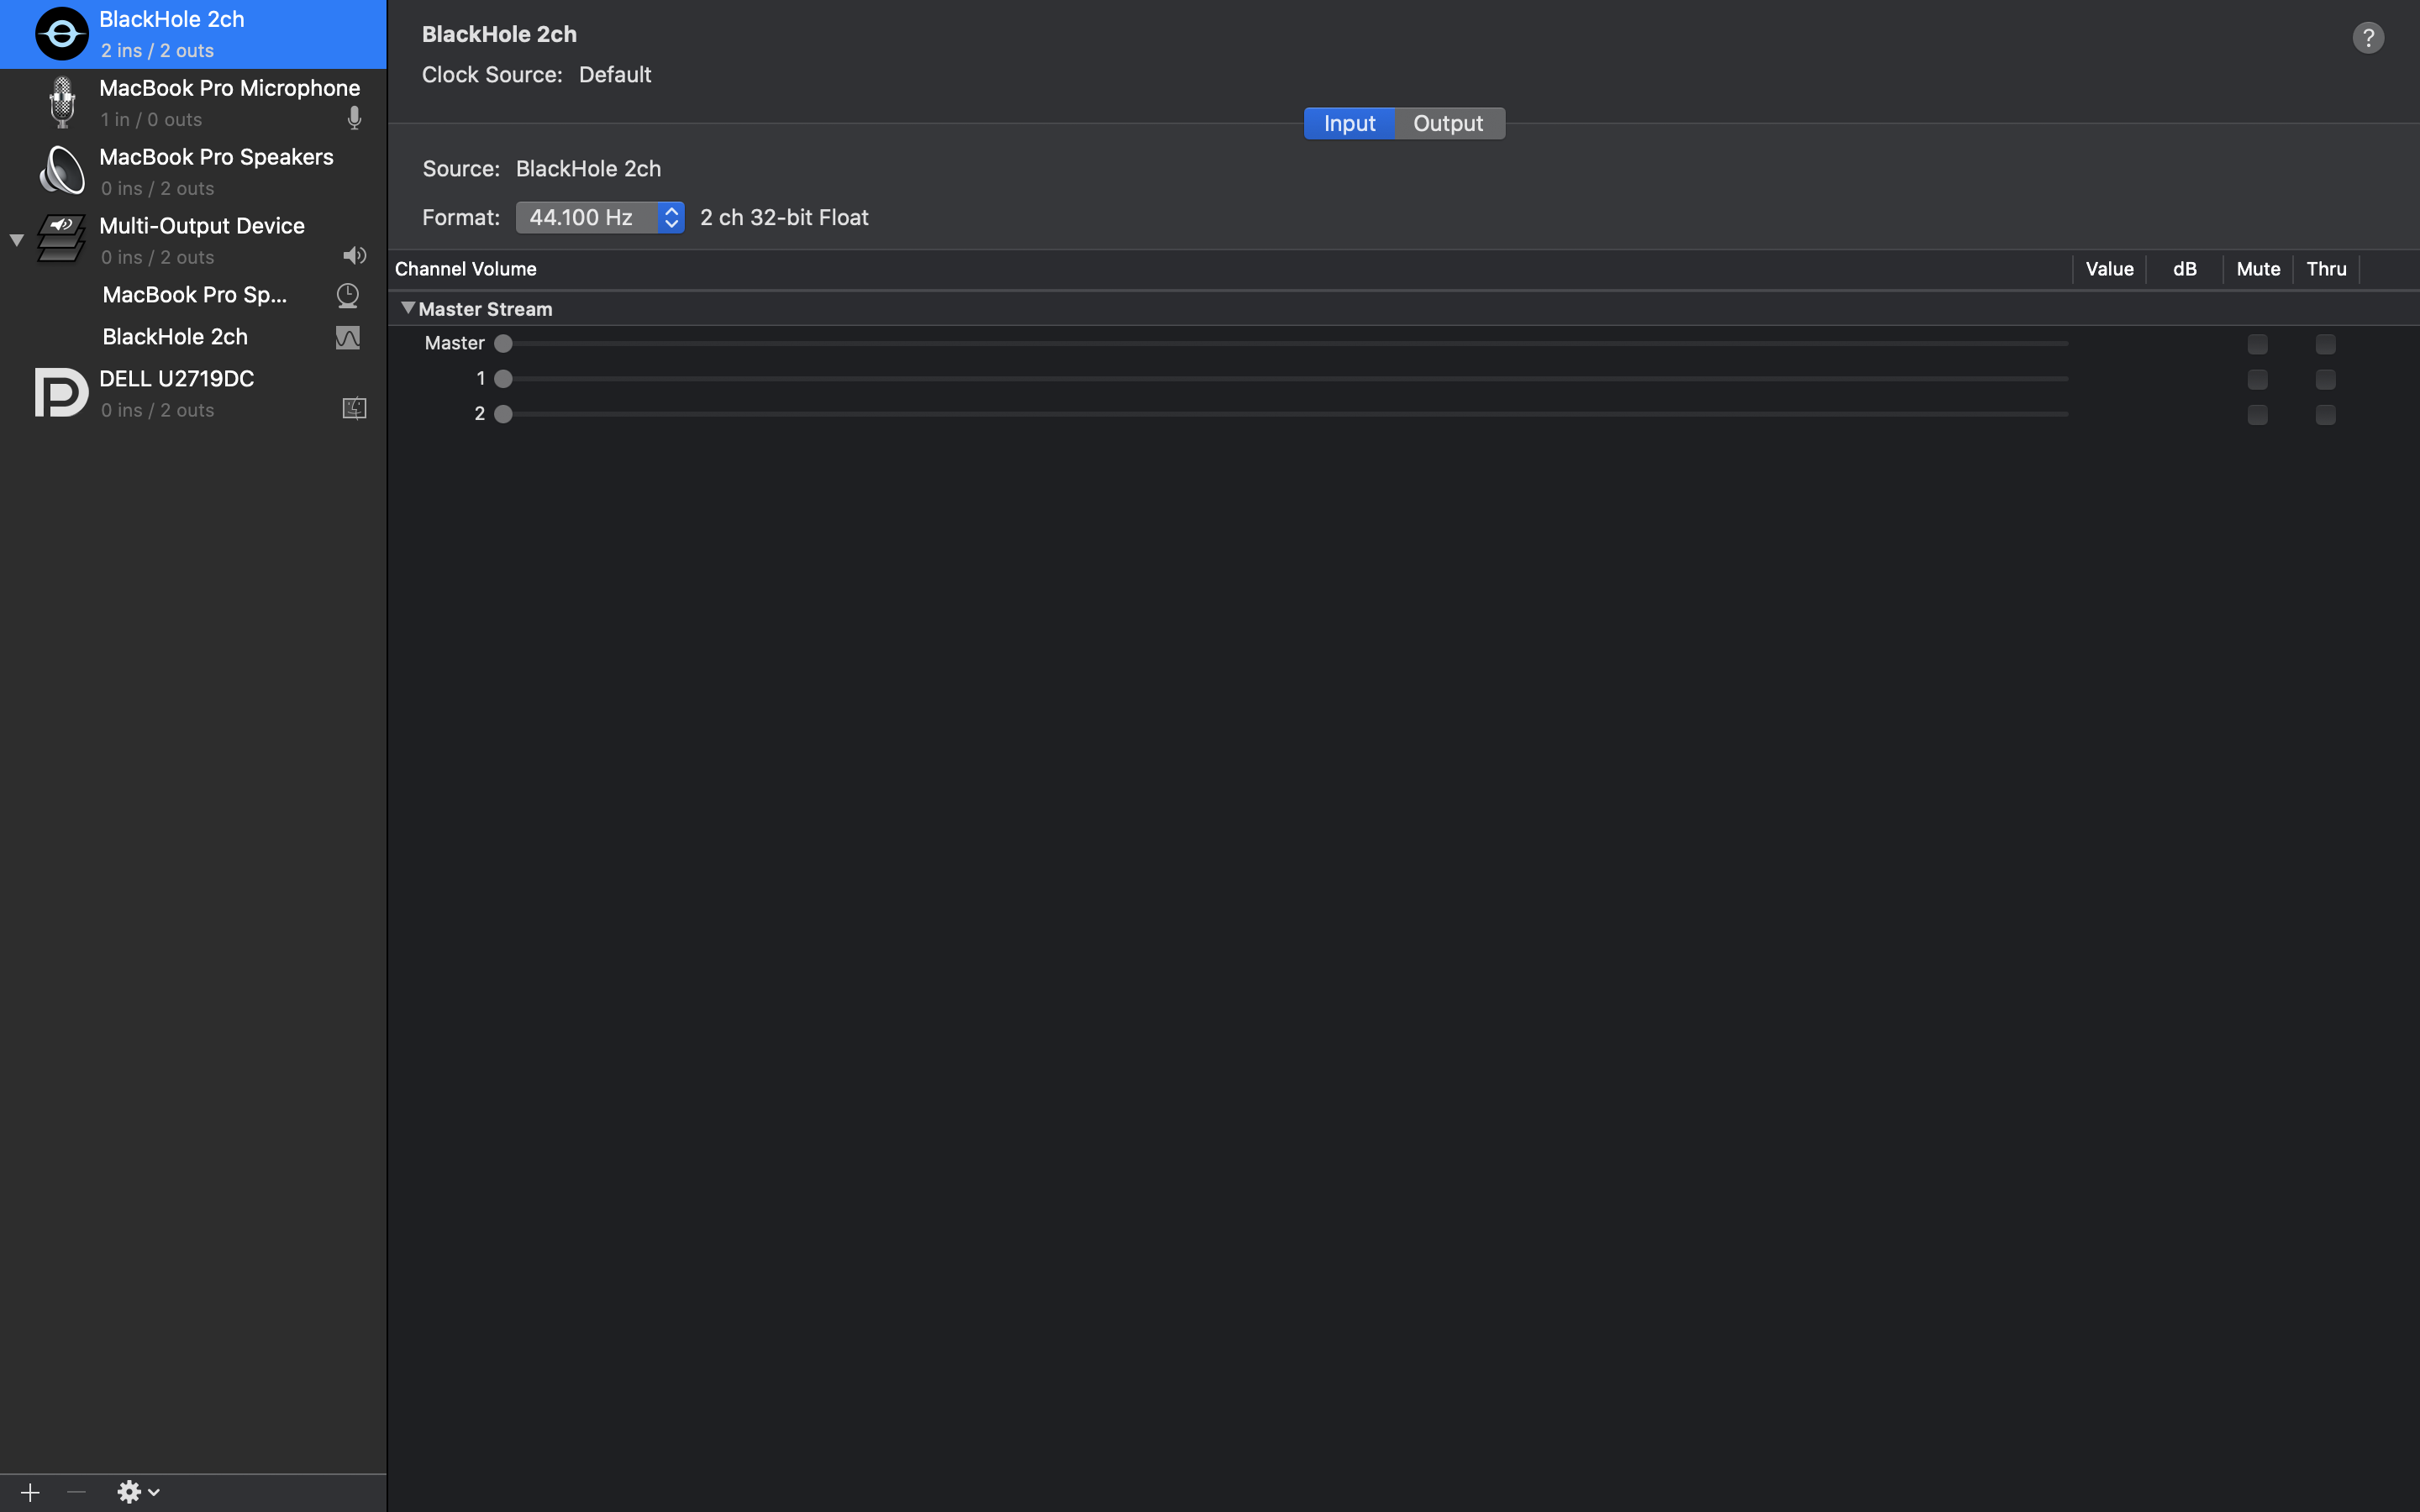 BlackHole 2ch
2 ins / 2 outs
MacBook Pro Microphone
1 in / 0 outs
MacBook Pro Speakers
0 ins / 2 outs
Multi-Output Device
0 ins / 2 outs
MacBook Pro Sp...
BlackHole 2ch
DELL U2719DC
0 ins / 2 outs
BlackHole 2ch
?
Clock Source: Default
Input Output
Source: BlackHole 2ch
Format: 44.100 Hz 2 ch 32-bit Float
Channel Volume Value dB Mute Thru
Master Stream
Master
1
2